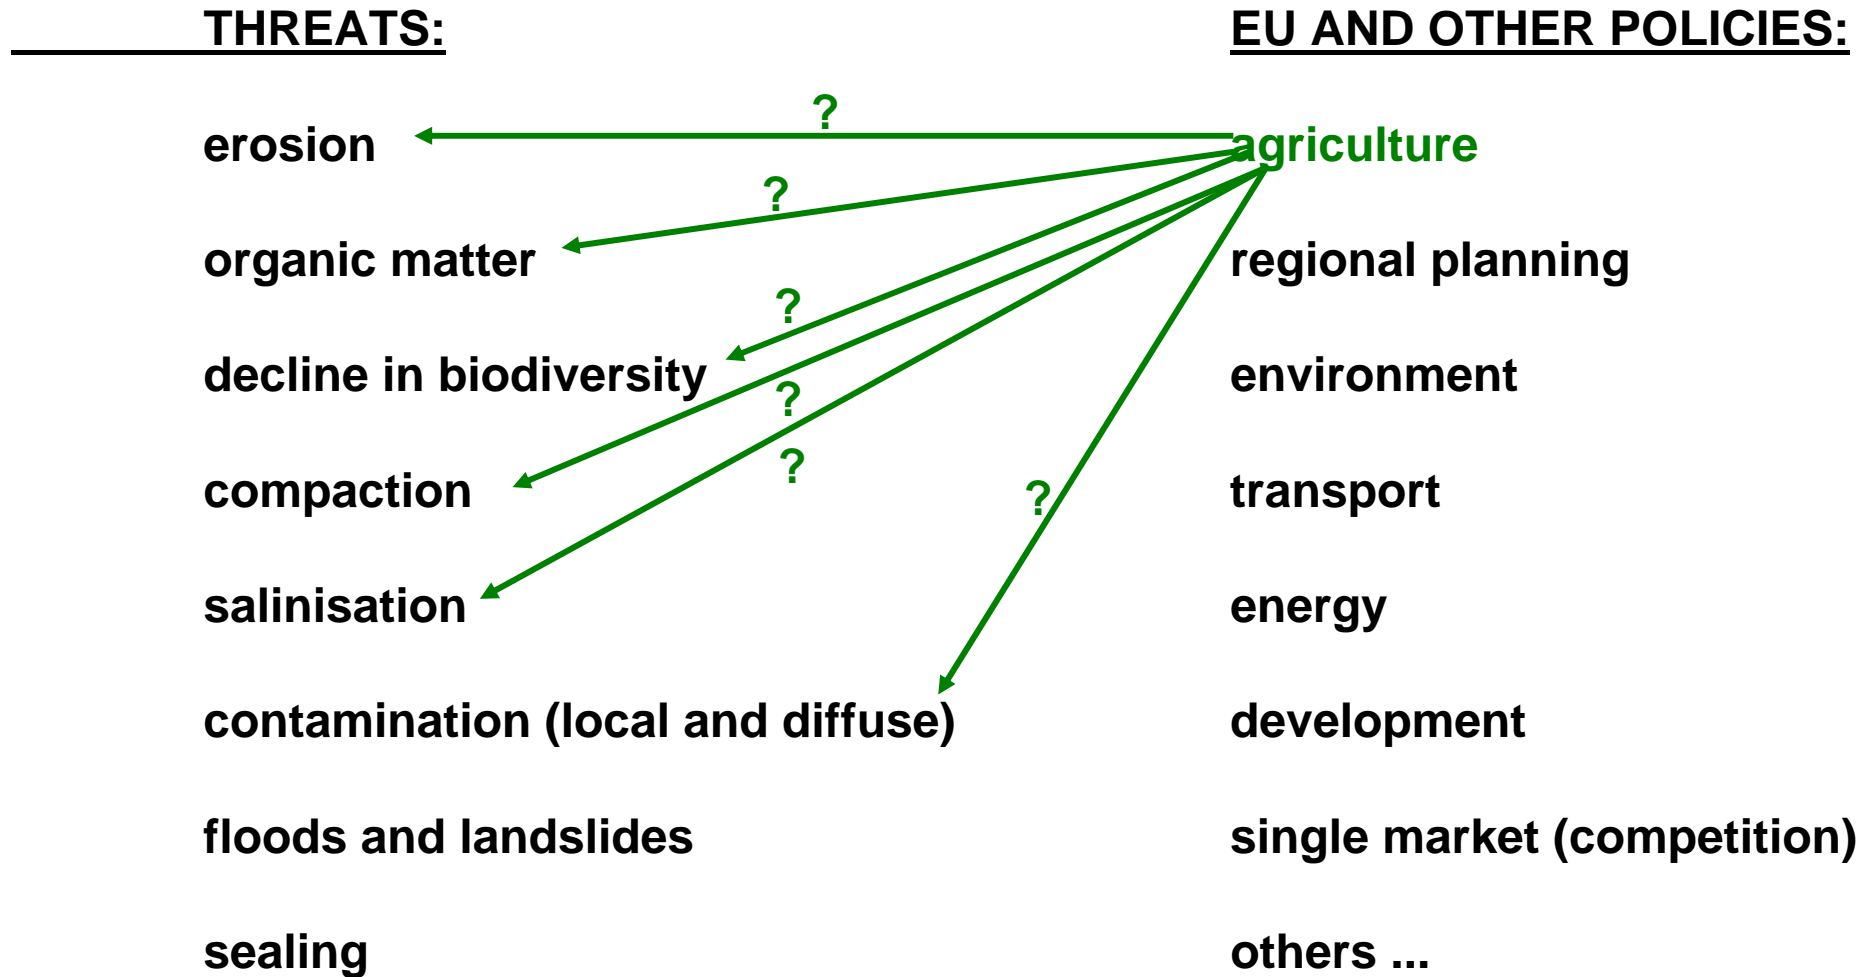 THREATS:
EU AND OTHER POLICIES:
?
erosion
agriculture
?
organic matter
regional planning
?
decline in biodiversity
environment
?
?
compaction
transport
?
salinisation
energy
contamination (local and diffuse)
development
floods and landslides
single market (competition)
sealing
others ...